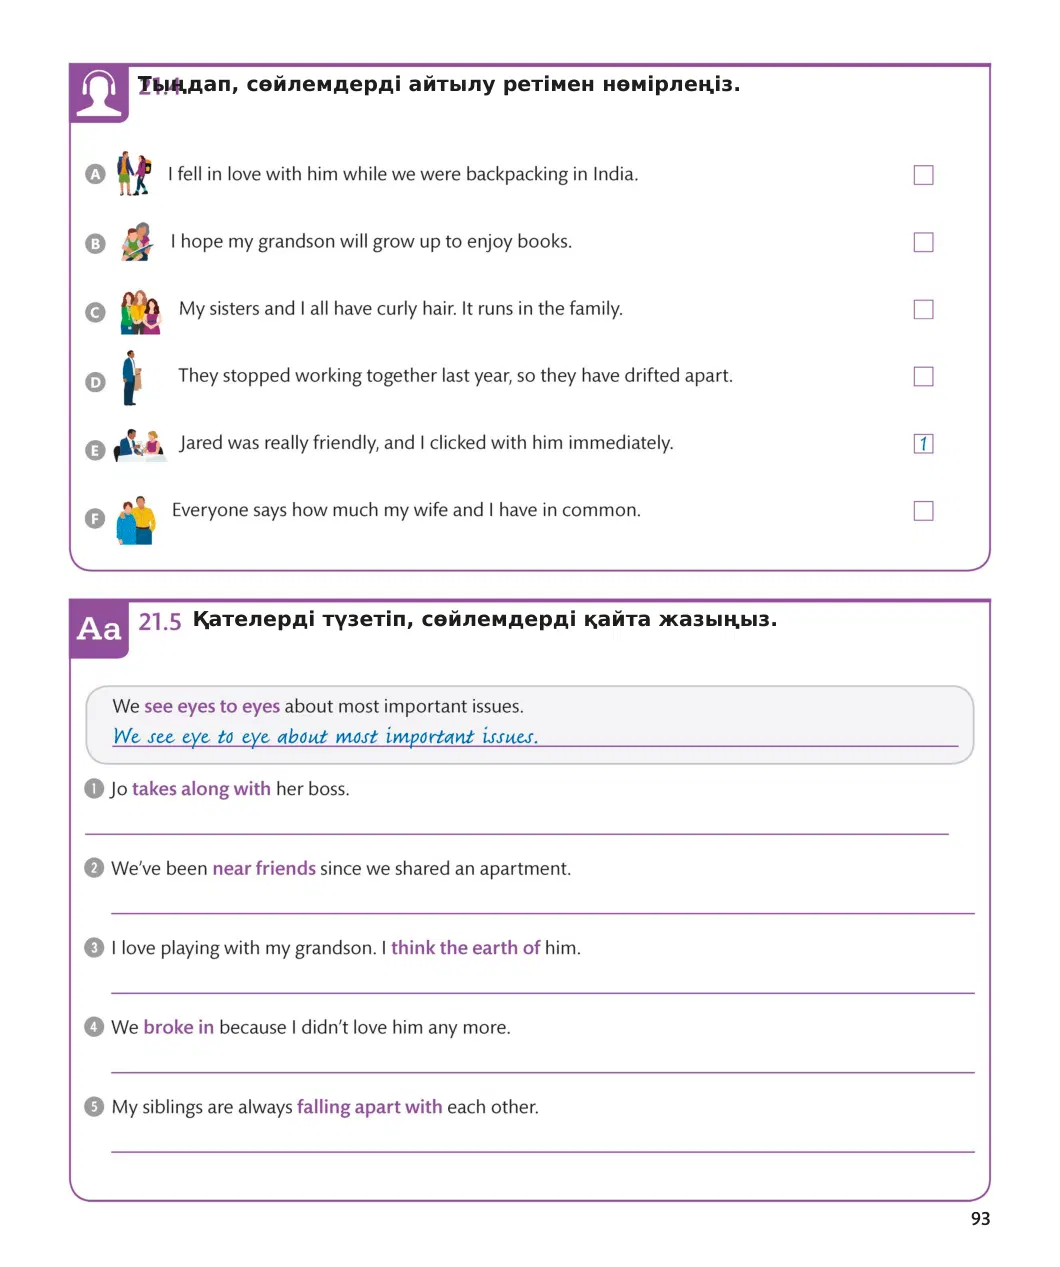 21.4 Тыңдап, сөйлемдерді айтылу ретімен нөмірлеңіз.
A I fell in love with him while we were backpacking in India.
B I hope my grandson will grow up to enjoy books.
C My sisters and I all have curly hair. It runs in the family.
D They stopped working together last year, so they have drifted apart.
E Jared was really friendly, and I clicked with him immediately. 1
F Everyone says how much my wife and I have in common.
Aa 21.5 Қателерді түзетіп, сөйлемдерді қайта жазыңыз.
We see eyes to eyes about most important issues.
We see eye to eye about most important issues.
1 Jo takes along with her boss.
2 We've been near friends since we shared an apartment.
3 I love playing with my grandson. I think the earth of him.
4 We broke in because I didn't love him any more.
5 My siblings are always falling apart with each other.
93